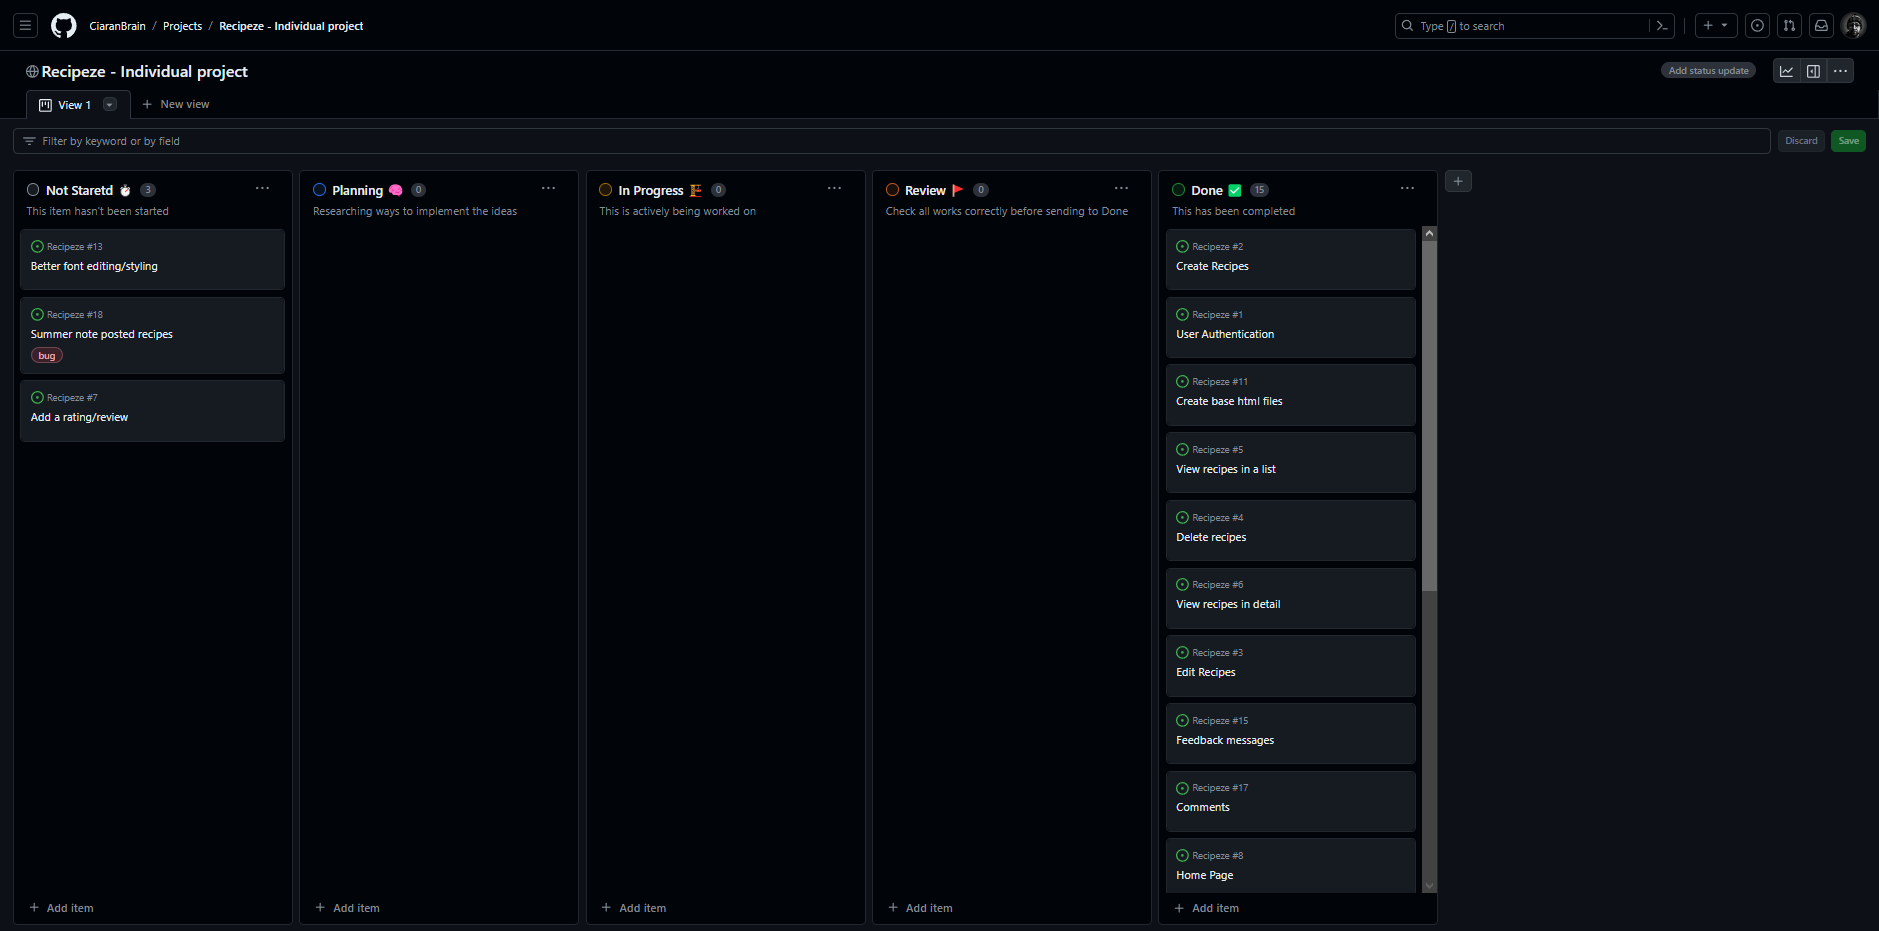 CiaranBrain / Projects / Recipeze - Individual project
Type / to search
Recipeze - Individual project
Add status update
View 1
New view
Filter by keyword or by field
Discard
Save
Not Staretd ⏱️ 3
This item hasn't been started
Recipeze #13
Better font editing/styling
Recipeze #18
Summer note posted recipes
bug
Recipeze #7
Add a rating/review
+ Add item
Planning 🧠 0
Researching ways to implement the ideas
+ Add item
In Progress 🏗️ 0
This is actively being worked on
+ Add item
Review 🚩 0
Check all works correctly before sending to Done
+ Add item
Done ✅ 15
This has been completed
Recipeze #2
Create Recipes
Recipeze #1
User Authentication
Recipeze #11
Create base html files
Recipeze #5
View recipes in a list
Recipeze #4
Delete recipes
Recipeze #6
View recipes in detail
Recipeze #3
Edit Recipes
Recipeze #15
Feedback messages
Recipeze #17
Comments
Recipeze #8
Home Page
+ Add item